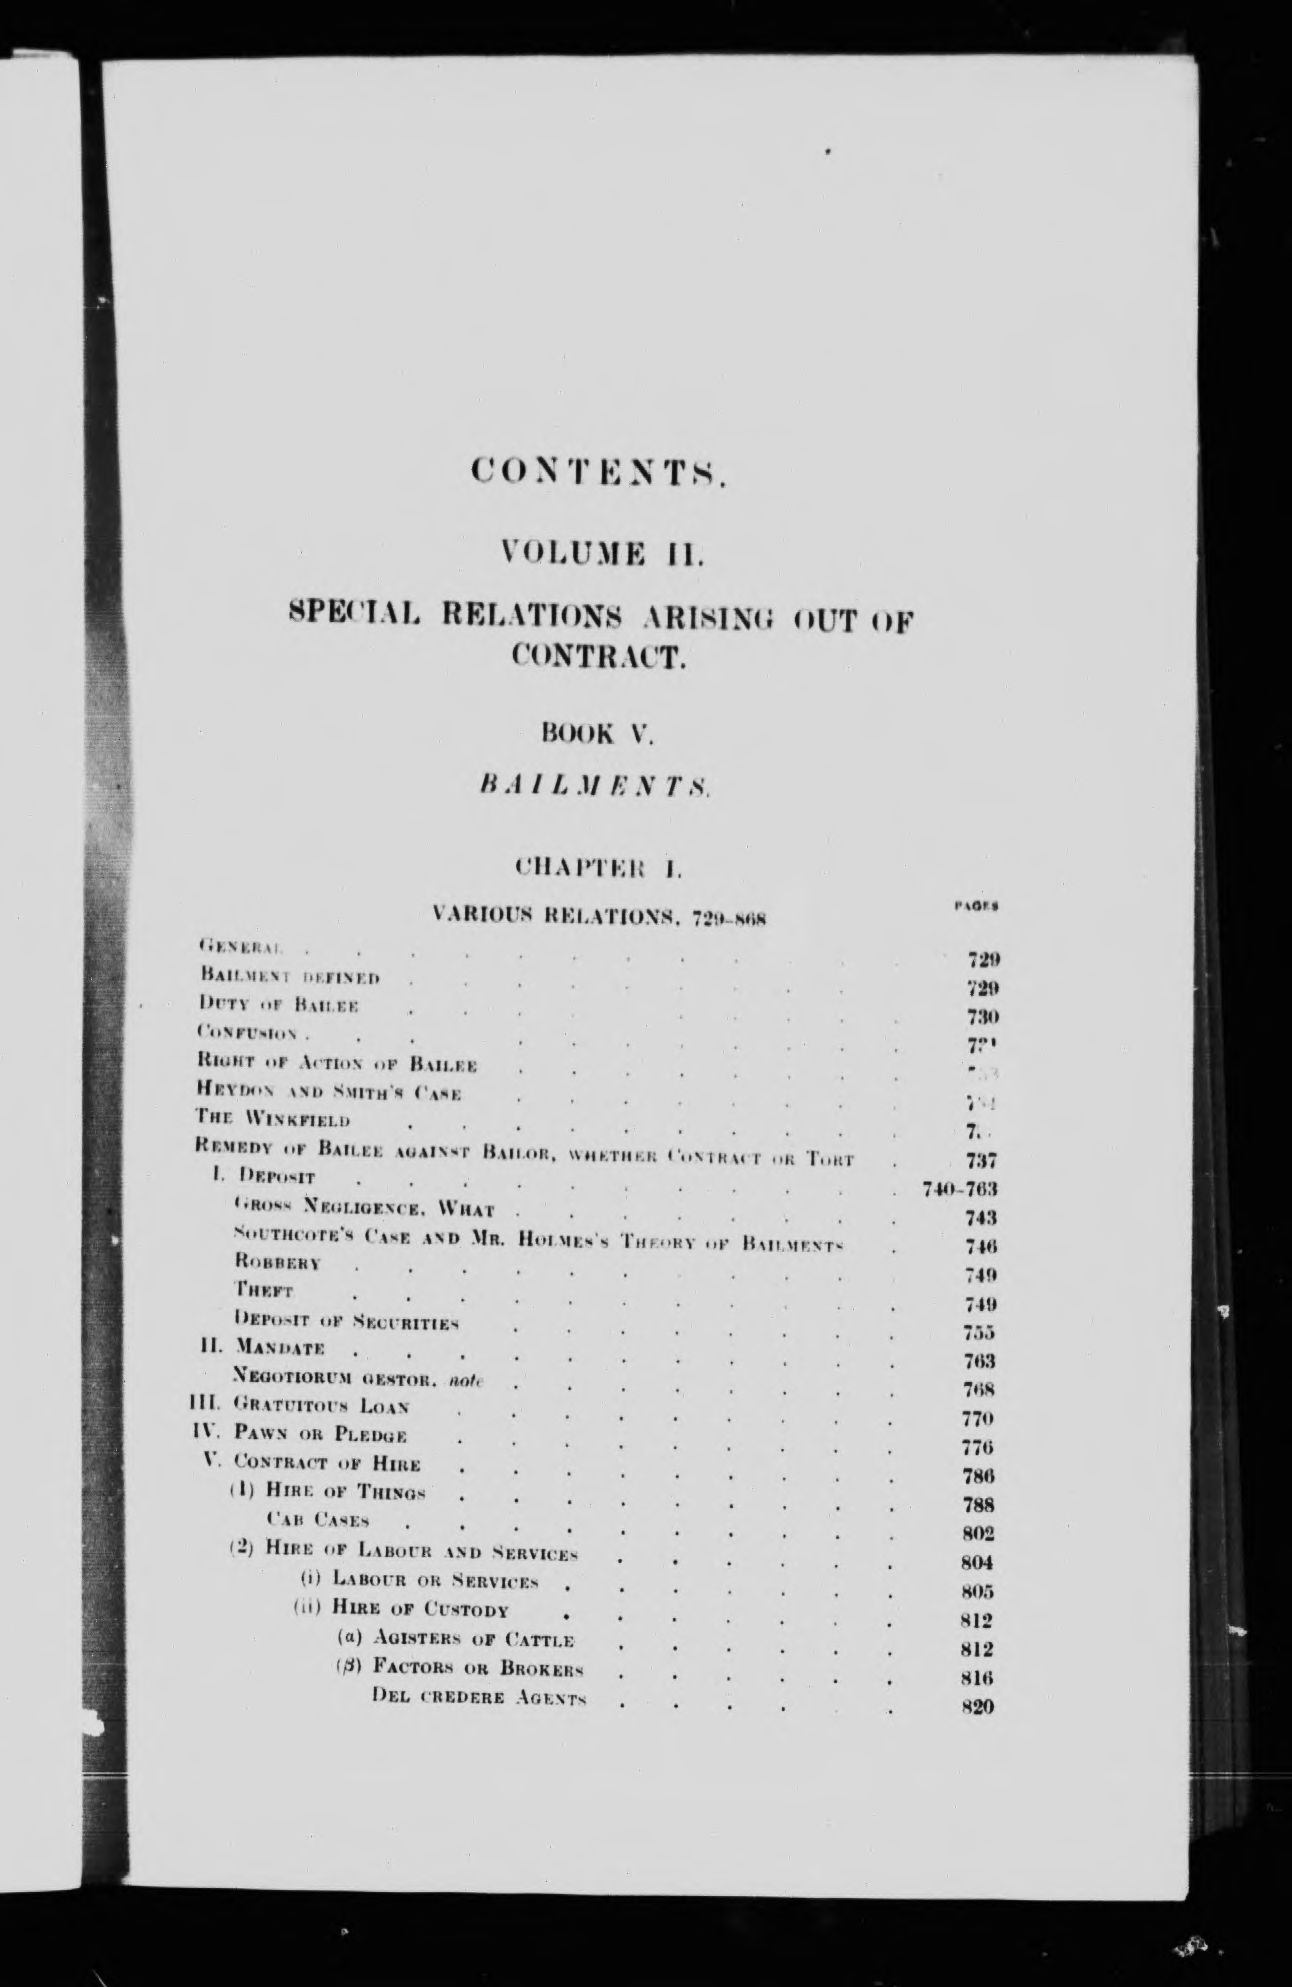 CONTENTS.
VOLUME II.
SPECIAL RELATIONS ARISING OUT OF
CONTRACT.
BOOK V.
BAILMENTS.
CHAPTER I.
VARIOUS RELATIONS, 729-868
PAGES
GENERAL . . . . . . . . . . . 729
BAILMENT DEFINED . . . . . . . . . 729
DUTY OF BAILEE . . . . . . . . . 730
CONFUSION . . . . . . . . . . .
RIGHT OF ACTION OF BAILEE . . . . . . . .
HEYDON AND SMITH'S CASE . . . . . . . .
THE WINKFIELD . . . . . . . . . .
REMEDY OF BAILEE AGAINST BAILOR, WHETHER CONTRACT OR TORT . 737
I. DEPOSIT . . . . . . . . . . . 740-763
GROSS NEGLIGENCE, WHAT . . . . . . . . 743
SOUTHCOTE'S CASE AND MR. HOLMES'S THEORY OF BAILMENTS . 746
ROBBERY . . . . . . . . . . 749
THEFT . . . . . . . . . . . 749
DEPOSIT OF SECURITIES . . . . . . . . 755
II. MANDATE . . . . . . . . . . . 763
NEGOTIORUM GESTOR, note . . . . . . . . 768
III. GRATUITOUS LOAN . . . . . . . . . 770
IV. PAWN OR PLEDGE . . . . . . . . . 776
V. CONTRACT OF HIRE . . . . . . . . . 786
(1) HIRE OF THINGS . . . . . . . . . 788
CAB CASES . . . . . . . . . . 802
(2) HIRE OF LABOUR AND SERVICES . . . . . . 804
(i) LABOUR OR SERVICES . . . . . . . 805
(ii) HIRE OF CUSTODY . . . . . . . 812
(α) AGISTERS OF CATTLE . . . . . . 812
(β) FACTORS OR BROKERS . . . . . . 816
DEL CREDERE AGENTS . . . . . 820